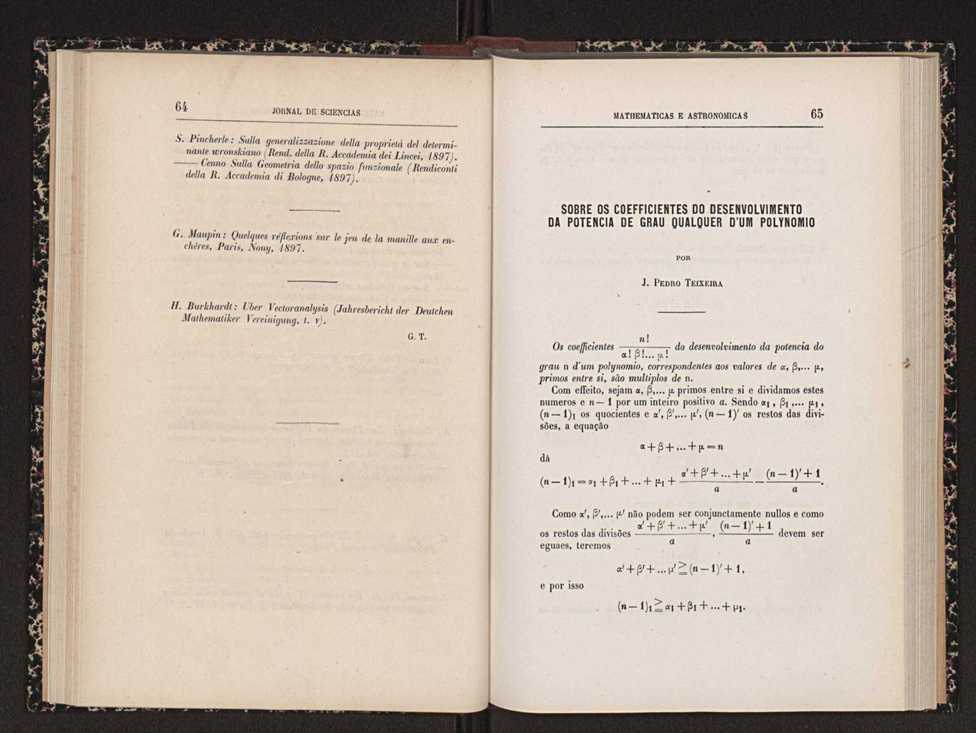 64
JORNAL DE SCIENCIAS
S. Pincherle: Sulla generalizzazione della proprietà del determi-
nante wronskiano (Rend. della R. Accademia dei Lincei, 1897).
—— Cenno Sulla Geometria dello spazio funzionale (Rendiconti
della R. Accademia di Bologne, 1897).
G. Maupin: Quelques réflexions sur le jeu de la manille aux en-
chères, Paris, Nony, 1897.
H. Burkhardt: Uber Vectoranalysis (Jahresbericht der Deutchen
Mathematiker Vereinigung, t. v).
G. T.
MATHEMATICAS E ASTRONOMICAS
65
SOBRE OS COEFFICIENTES DO DESENVOLVIMENTO
DA POTENCIA DE GRAU QUALQUER D'UM POLYNOMIO
POR
J. PEDRO TEIXEIRA
Os coefficientes n! / α! β!... μ! do desenvolvimento da potencia do
grau n d'um polynomio, correspondentes aos valores de α, β,... μ,
primos entre si, são multiplos de n.
Com effeito, sejam α, β,... μ primos entre si e dividamos estes
numeros e n — 1 por um inteiro positivo a. Sendo α₁, β₁,... μ₁,
(n — 1)₁ os quocientes e α', β',... μ', (n — 1)' os restos das divi-
sões, a equação
α + β + ... + μ = n
dá
(n — 1)₁ = α₁ + β₁ + ... + μ₁ + (α' + β' + ... + μ') / a — ((n — 1)' + 1) / a.
Como α', β',... μ' não podem ser conjunctamente nullos e como
os restos das divisões (α' + β' + ... + μ') / a, ((n — 1)' + 1) / a devem ser
eguaes, teremos
α' + β' + ... μ' ≧ (n — 1)' + 1,
e por isso
(n — 1)₁ ≧ α₁ + β₁ + ... + μ₁.